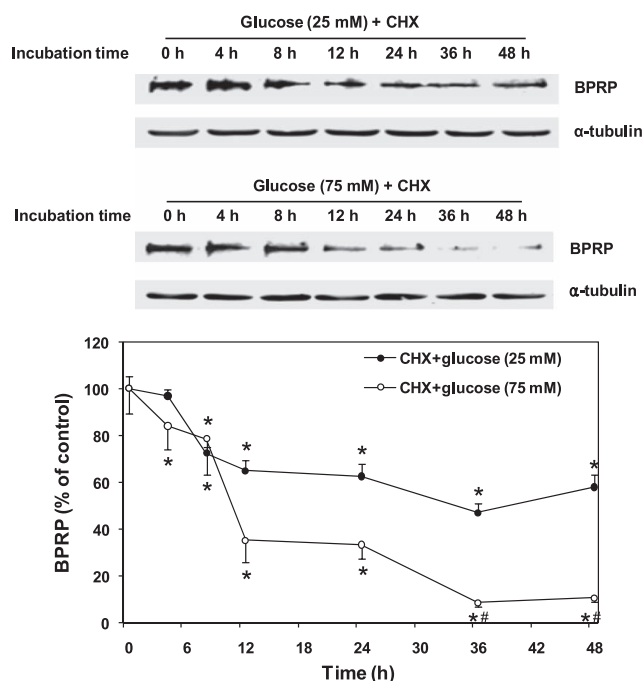 Glucose (25 mM) + CHX
Incubation time 0 h 4 h 8 h 12 h 24 h 36 h 48 h
BPRP
α-tubulin
Glucose (75 mM) + CHX
Incubation time 0 h 4 h 8 h 12 h 24 h 36 h 48 h
BPRP
α-tubulin
120
100
80
60
40
20
0
BPRP (% of control)
CHX+glucose (25 mM)
CHX+glucose (75 mM)
* * * * *
* * * * *# *#
0 6 12 18 24 30 36 42 48
Time (h)